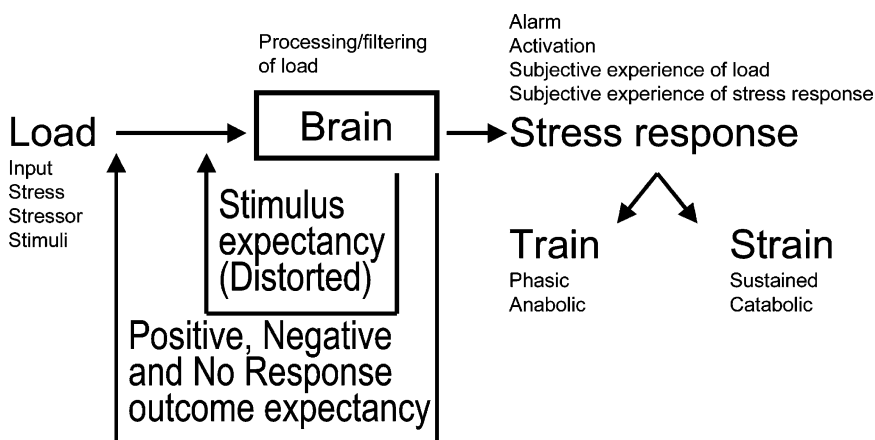 Processing/filtering
of load
Alarm
Activation
Subjective experience of load
Subjective experience of stress response
Load
Input
Stress
Stressor
Stimuli
Brain
Stress response
Stimulus
expectancy
(Distorted)
Positive, Negative
and No Response
outcome expectancy
Train
Phasic
Anabolic
Strain
Sustained
Catabolic